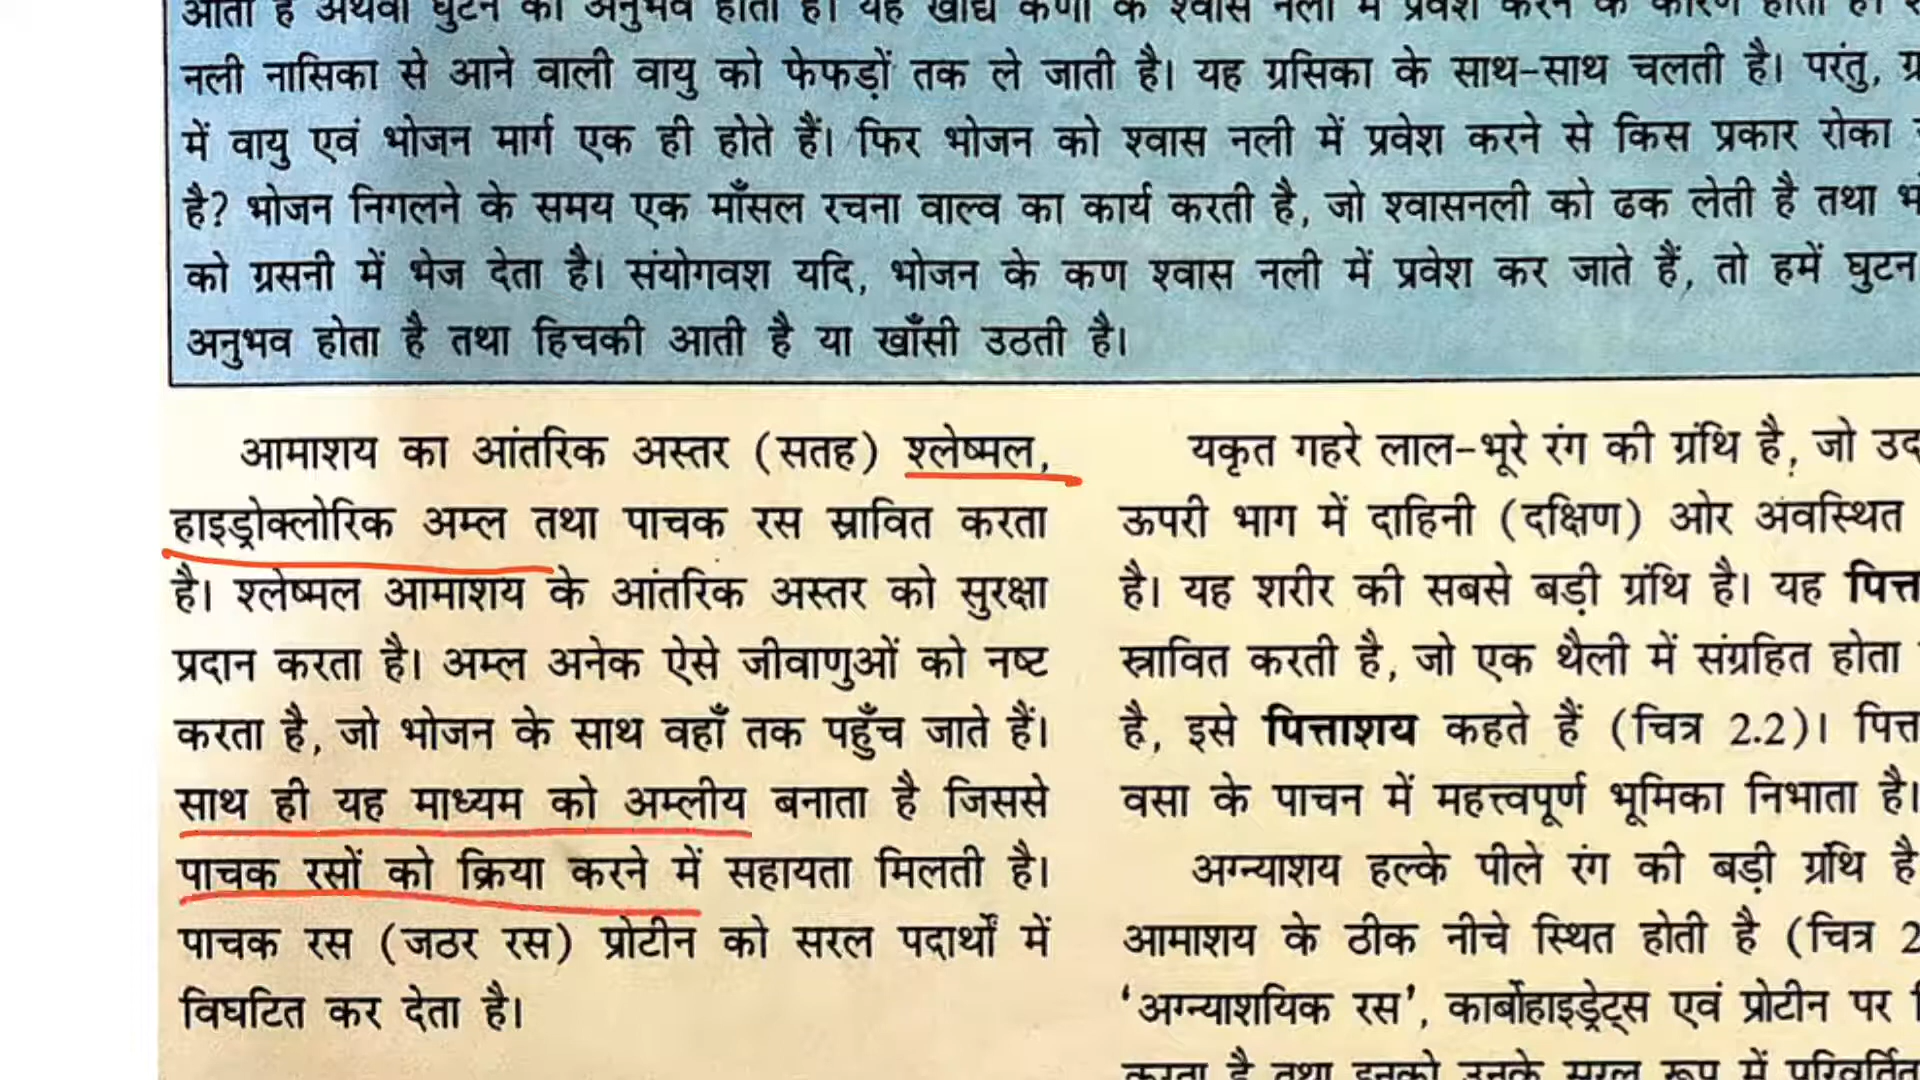 नली नासिका से आने वाली वायु को फेफड़ों तक ले जाती है। यह ग्रसिका के साथ-साथ चलती है। परंतु,
में वायु एवं भोजन मार्ग एक ही होते हैं। फिर भोजन को श्वास नली में प्रवेश करने से किस प्रकार रोका
है? भोजन निगलने के समय एक माँसल रचना वाल्व का कार्य करती है, जो श्वासनली को ढक लेती है तथा
को ग्रसनी में भेज देता है। संयोगवश यदि, भोजन के कण श्वास नली में प्रवेश कर जाते हैं, तो हमें घुटन
अनुभव होता है तथा हिचकी आती है या खाँसी उठती है।
आमाशय का आंतरिक अस्तर (सतह) श्लेष्मल,
हाइड्रोक्लोरिक अम्ल तथा पाचक रस स्रावित करता
है। श्लेष्मल आमाशय के आंतरिक अस्तर को सुरक्षा
प्रदान करता है। अम्ल अनेक ऐसे जीवाणुओं को नष्ट
करता है, जो भोजन के साथ वहाँ तक पहुँच जाते हैं।
साथ ही यह माध्यम को अम्लीय बनाता है जिससे
पाचक रसों को क्रिया करने में सहायता मिलती है।
पाचक रस (जठर रस) प्रोटीन को सरल पदार्थों में
विघटित कर देता है।
यकृत गहरे लाल-भूरे रंग की ग्रंथि है, जो
ऊपरी भाग में दाहिनी (दक्षिण) ओर अवस्थित
है। यह शरीर की सबसे बड़ी ग्रंथि है। यह पित्त
स्रावित करती है, जो एक थैली में संग्रहित होता
है, इसे पित्ताशय कहते हैं (चित्र 2.2)। पित्त
वसा के पाचन में महत्त्वपूर्ण भूमिका निभाता है।
अग्न्याशय हल्के पीले रंग की बड़ी ग्रंथि है
आमाशय के ठीक नीचे स्थित होती है (चित्र 2
'अग्न्याशयिक रस', कार्बोहाइड्रेट्स एवं प्रोटीन पर